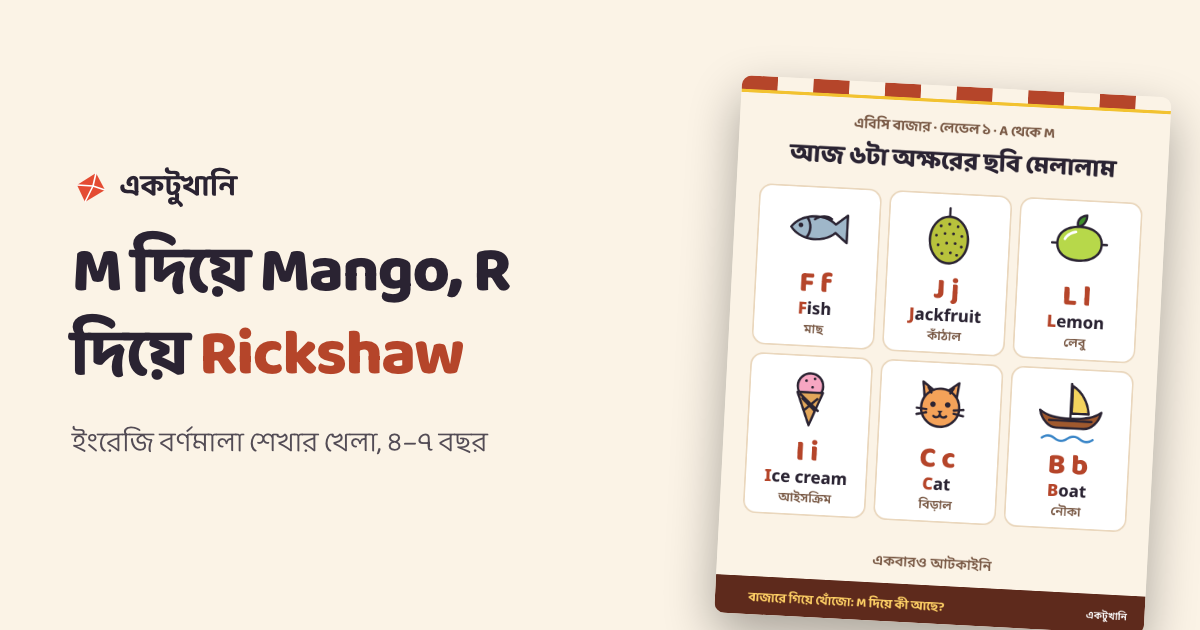 একটুখানি
M দিয়ে Mango, R
দিয়ে Rickshaw
ইংরেজি বর্ণমালা শেখার খেলা, ৪–৭ বছর
এবিসি বাজার · লেভেল ১ · A থেকে M
আজ ৬টা অক্ষরের ছবি মেলালাম
F f
Fish
মাছ
J j
Jackfruit
কাঁঠাল
L l
Lemon
লেবু
I i
Ice cream
আইসক্রিম
C c
Cat
বিড়াল
B b
Boat
নৌকা
একবারও আটকাইনি
বাজারে গিয়ে খোঁজো: M দিয়ে কী আছে?
একটুখানি